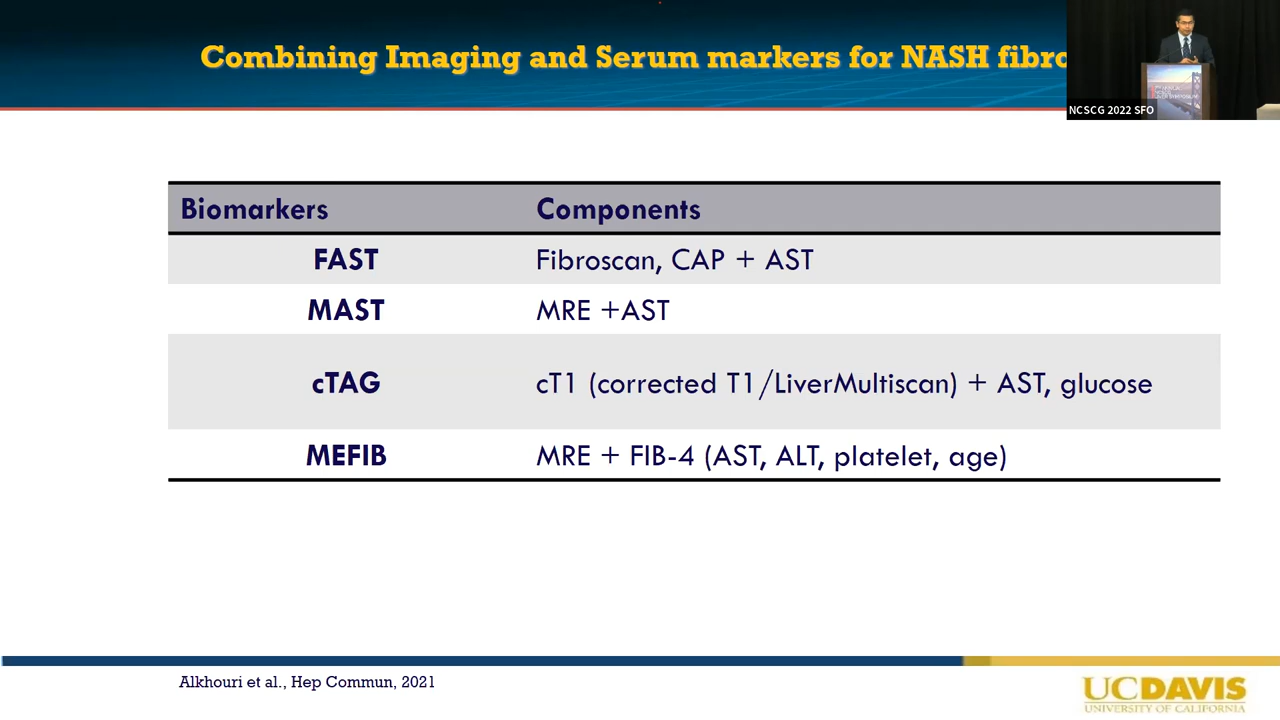 Combining Imaging and Serum markers for NASH fibro
NCSCG 2022 SFO
Biomarkers Components
FAST Fibroscan, CAP + AST
MAST MRE +AST
cTAG cT1 (corrected T1/LiverMultiscan) + AST, glucose
MEFIB MRE + FIB-4 (AST, ALT, platelet, age)
Alkhouri et al., Hep Commun, 2021
UCDAVIS
UNIVERSITY OF CALIFORNIA